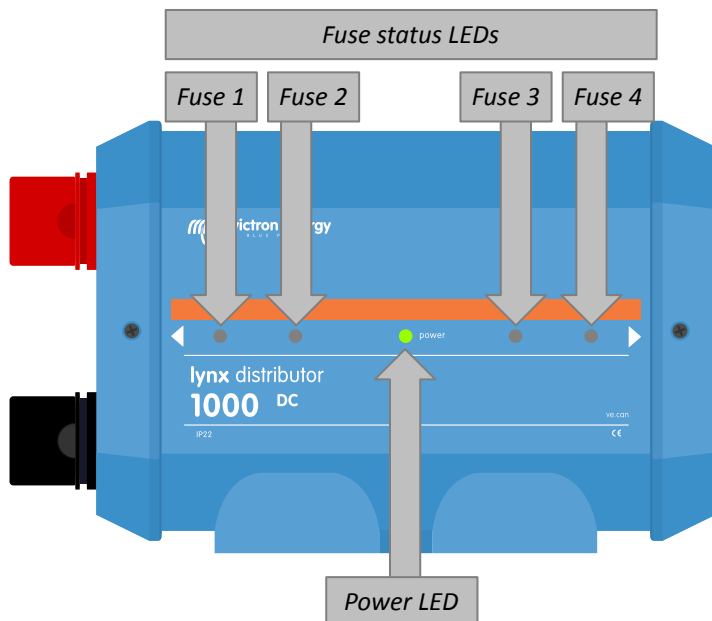 Fuse status LEDs
Fuse 1
Fuse 2
Fuse 3
Fuse 4
power
lynx distributor
1000 DC
ve.can
IP22
CE
Power LED